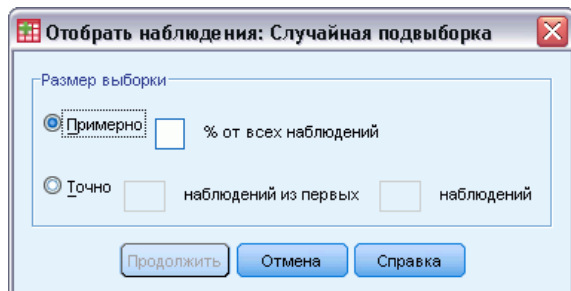 Отобрать наблюдения: Случайная подвыборка
Размер выборки
Примерно % от всех наблюдений
Точно наблюдений из первых наблюдений
Продолжить Отмена Справка